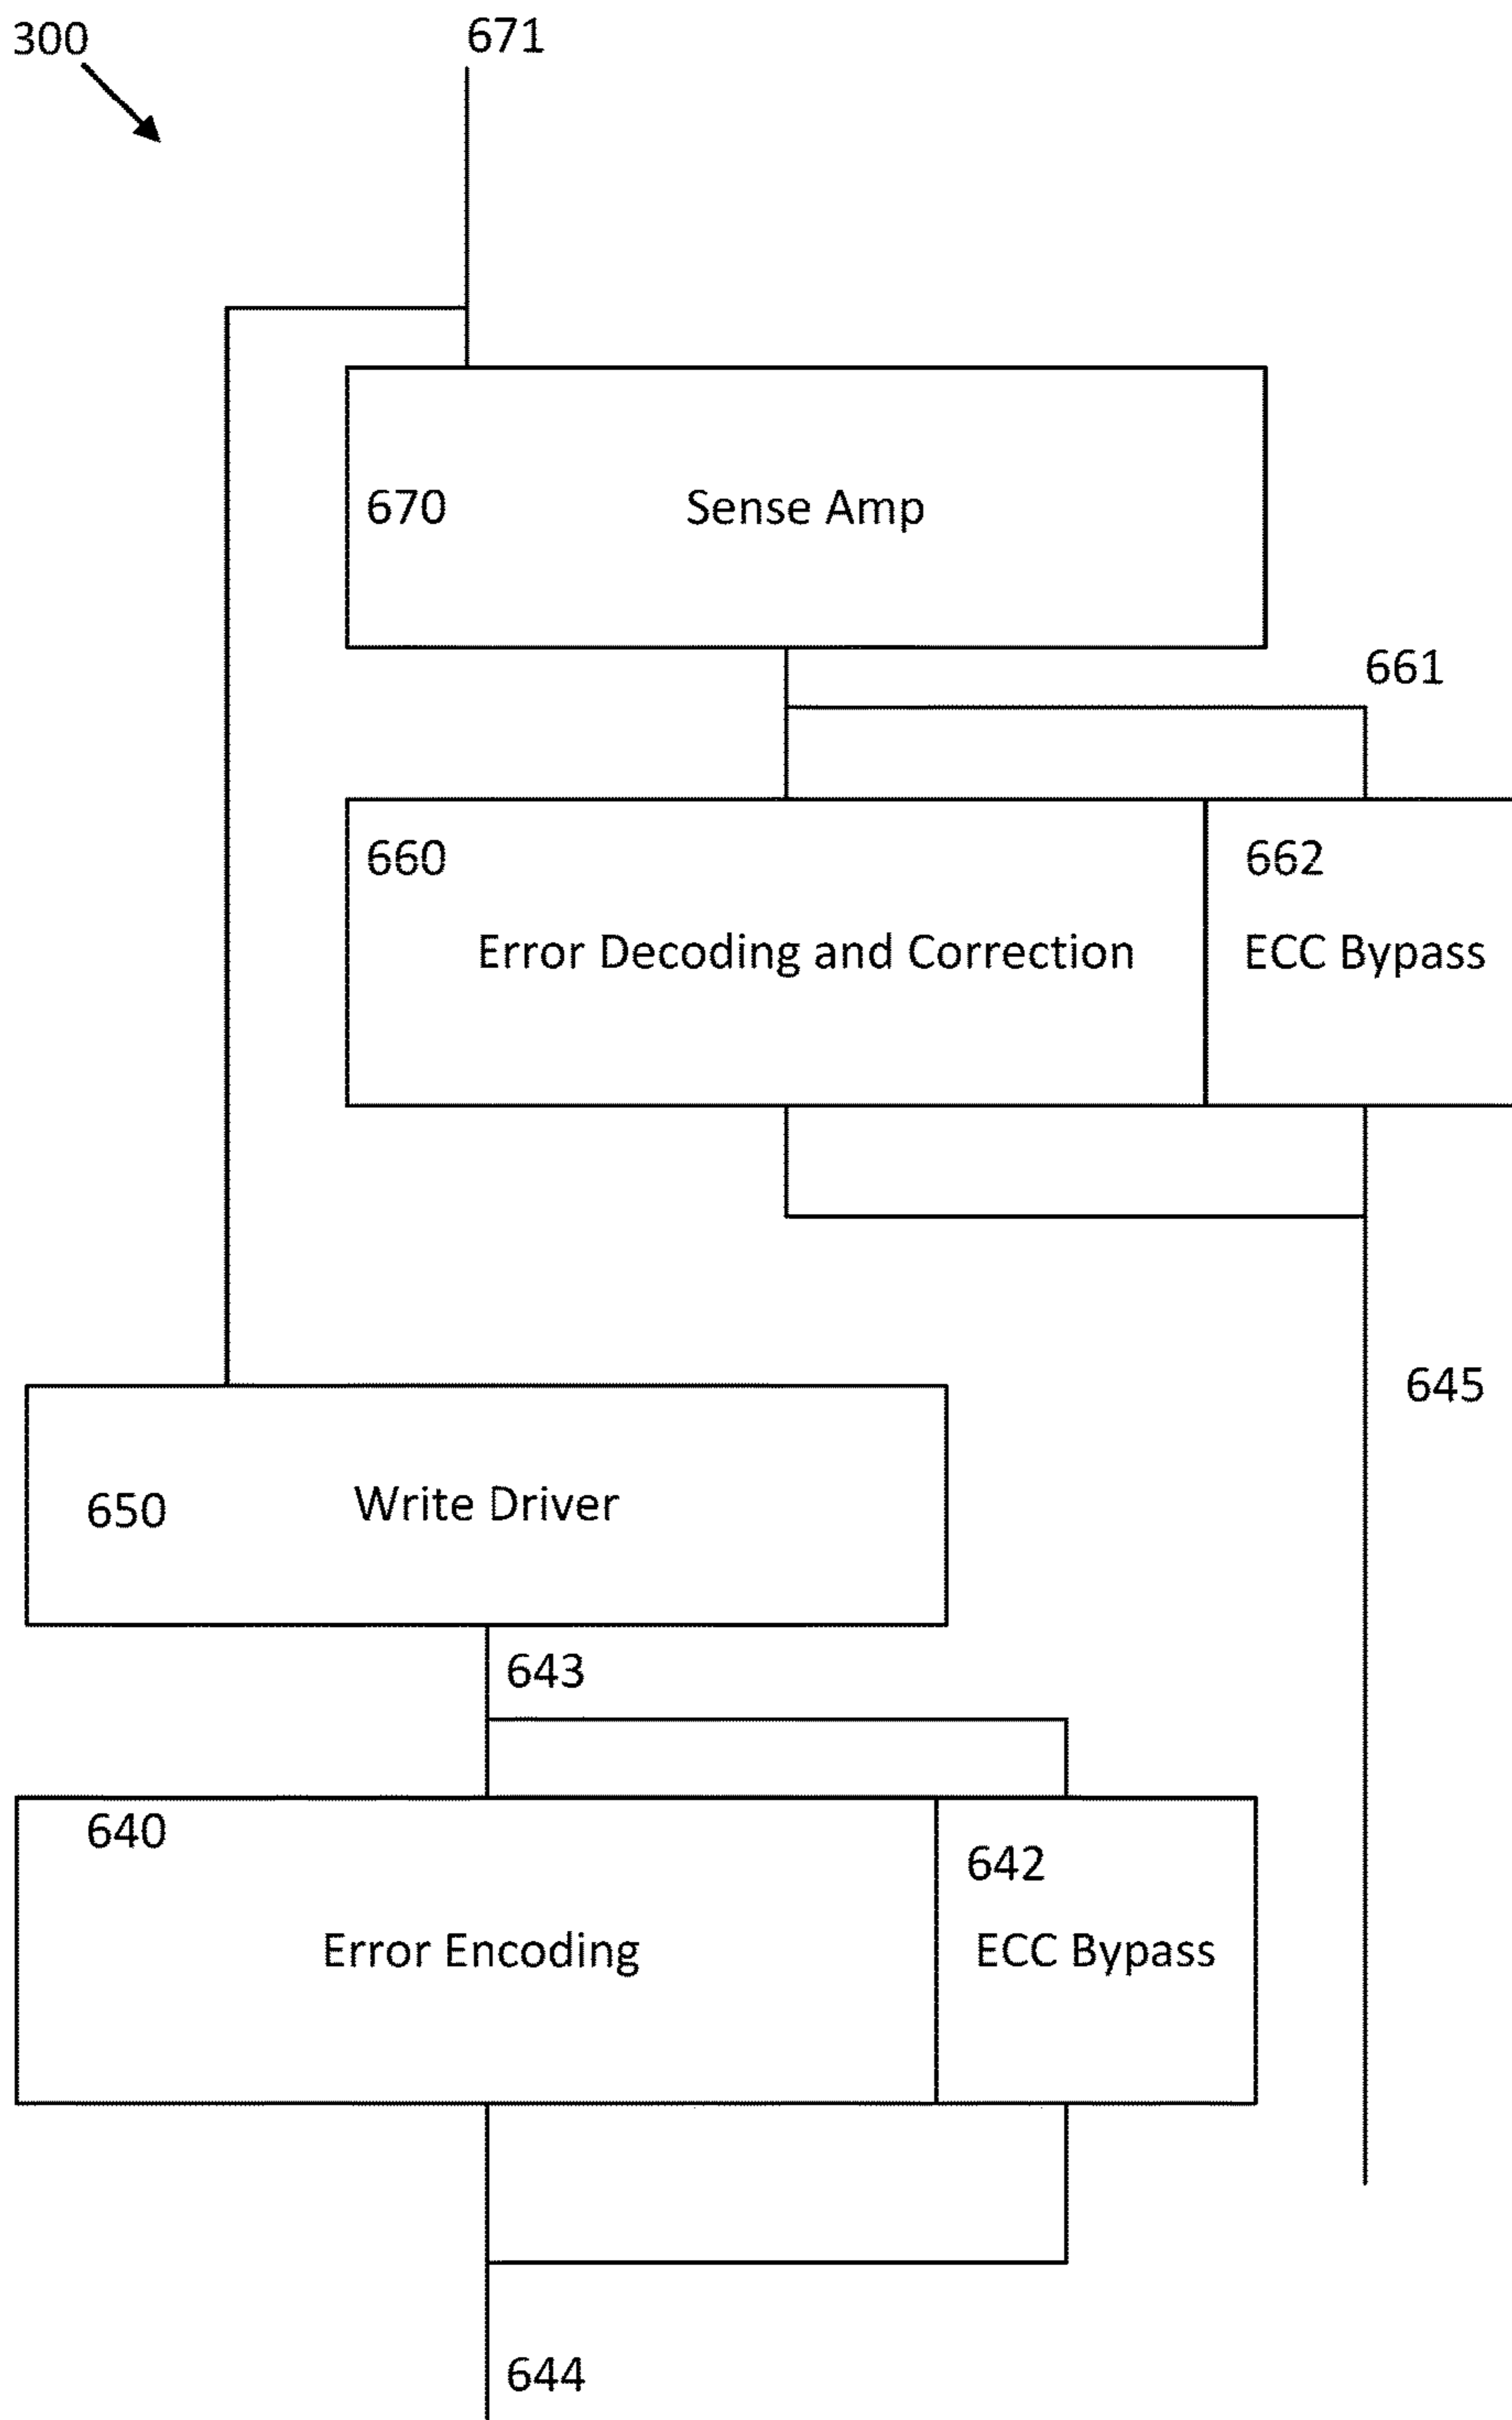 300
671
670 Sense Amp
661
660
662
Error Decoding and Correction
ECC Bypass
645
650 Write Driver
643
640
642
Error Encoding
ECC Bypass
644